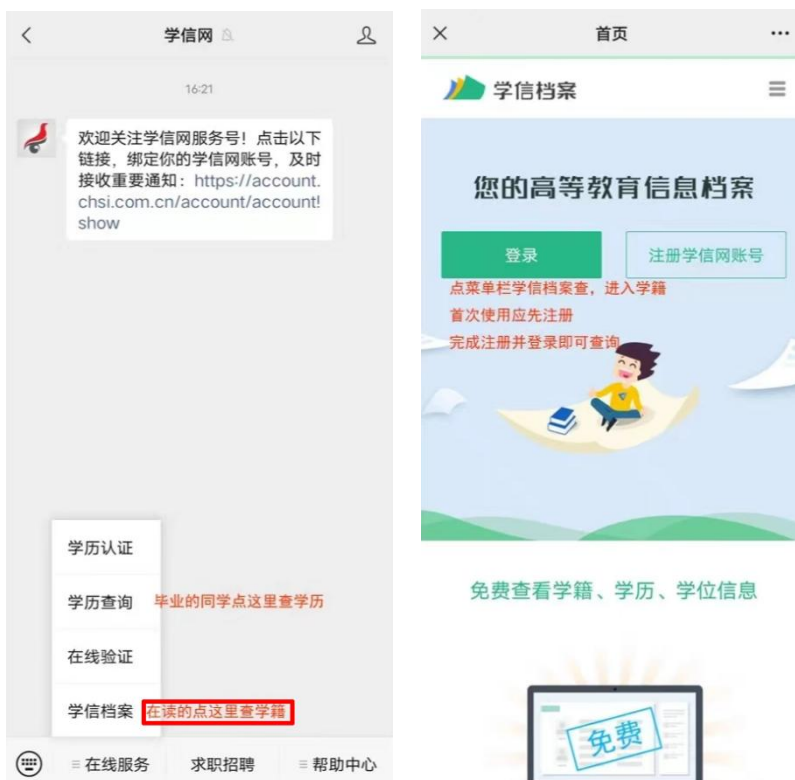 学信网
16:21
欢迎关注学信网服务号！点击以下
链接，绑定你的学信网账号，及时
接收重要通知：https://account.
chsi.com.cn/account/account!
show
学历认证
学历查询 毕业的同学点这里查学历
在线验证
学信档案 在读的点这里查学籍
在线服务 求职招聘 帮助中心
首页
学信档案
您的高等教育信息档案
登录 注册学信网账号
点菜单栏学信档案查，进入学籍
首次使用应先注册
完成注册并登录即可查询
免费查看学籍、学历、学位信息
免费